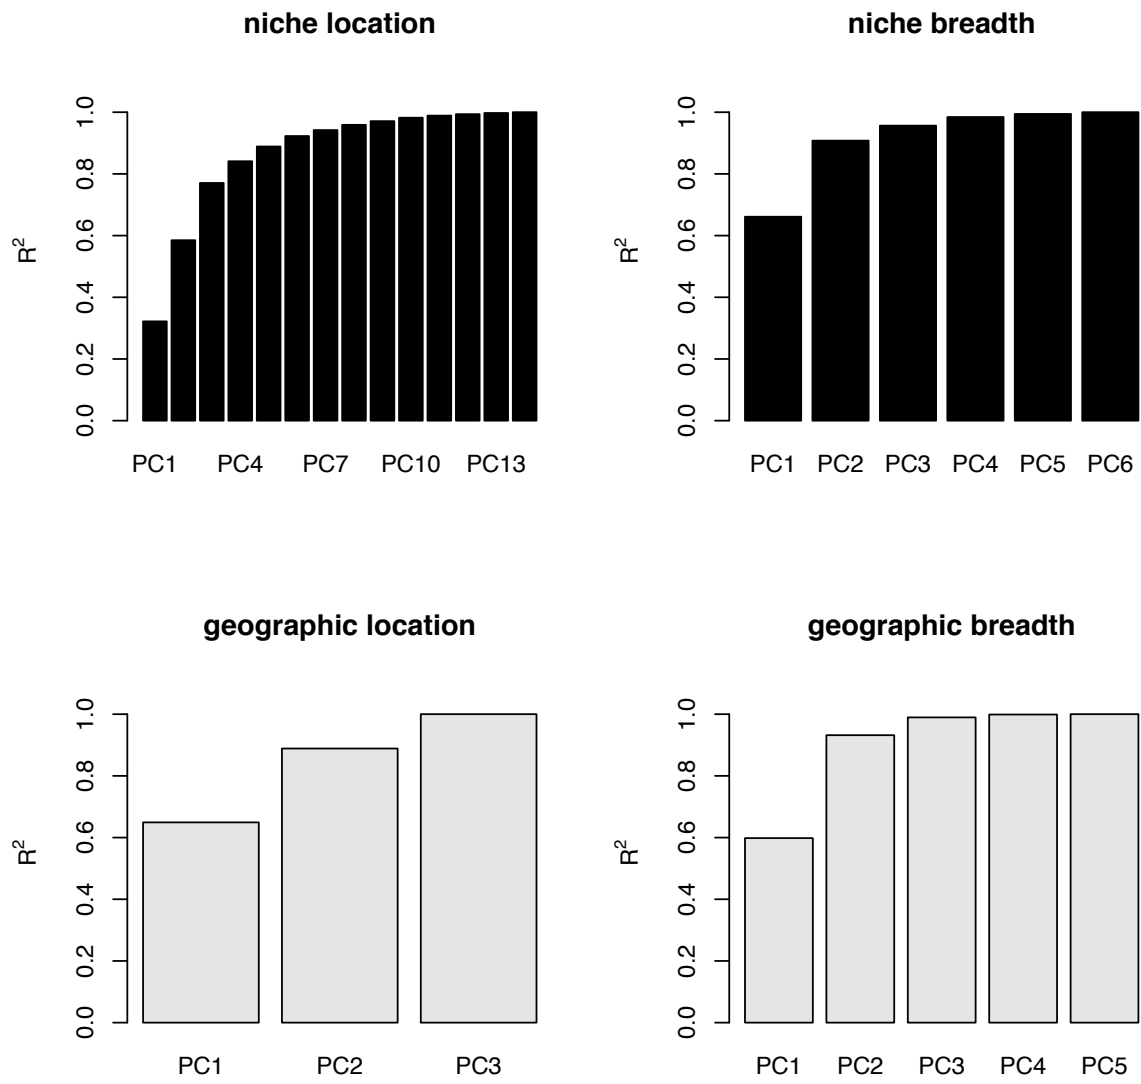 niche location
R²
0.0 0.2 0.4 0.6 0.8 1.0
PC1 PC4 PC7 PC10 PC13
niche breadth
R²
0.0 0.2 0.4 0.6 0.8 1.0
PC1 PC2 PC3 PC4 PC5 PC6
geographic location
R²
0.0 0.2 0.4 0.6 0.8 1.0
PC1 PC2 PC3
geographic breadth
R²
0.0 0.2 0.4 0.6 0.8 1.0
PC1 PC2 PC3 PC4 PC5